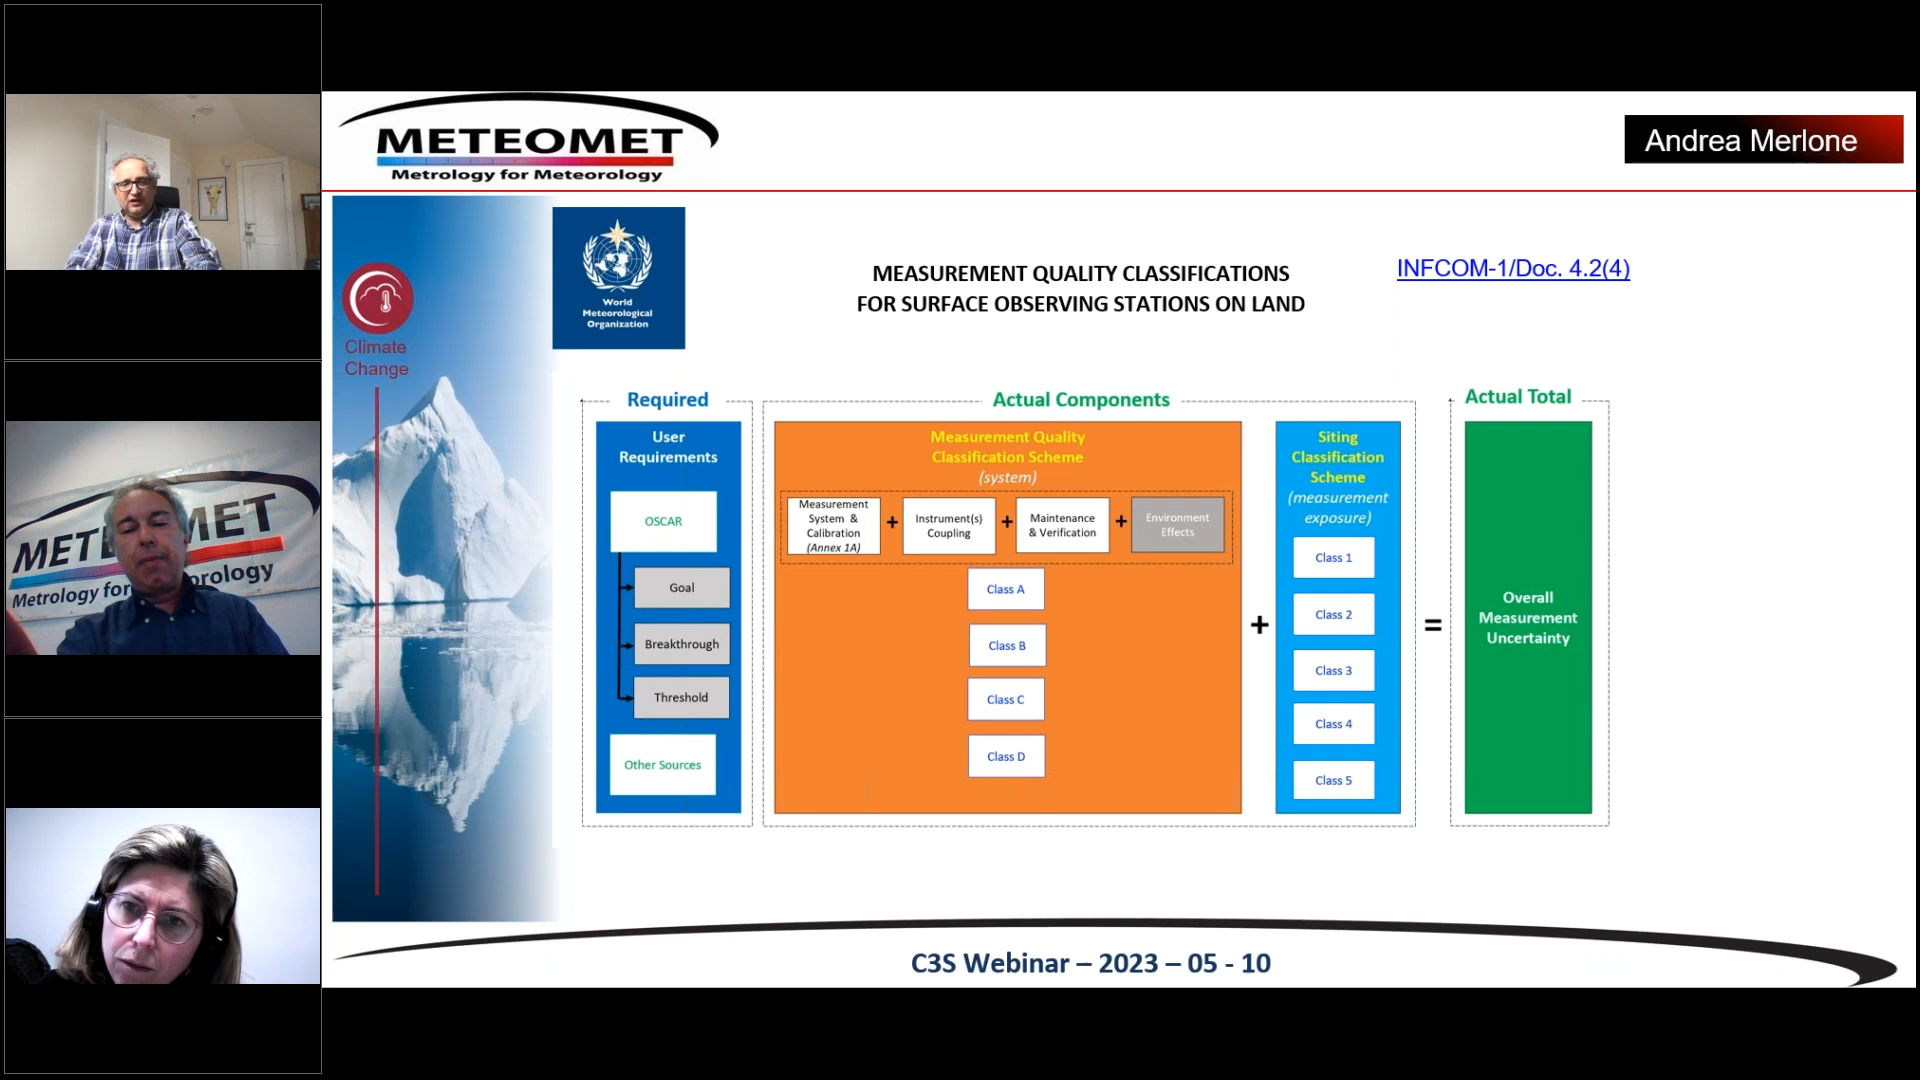 METEOMET
Metrology for Meteorology
Andrea Merlone
World
Meteorological
Organization
MEASUREMENT QUALITY CLASSIFICATIONS
FOR SURFACE OBSERVING STATIONS ON LAND
INFCOM-1/Doc. 4.2(4)
Climate
Change
Required
User
Requirements
OSCAR
Goal
Breakthrough
Threshold
Other Sources
Actual Components
Measurement Quality
Classification Scheme
(system)
Measurement
System &
Calibration
(Annex 1A)
+
Instrument(s)
Coupling
+
Maintenance
& Verification
+
Environment
Effects
Class A
Class B
Class C
Class D
+
Siting
Classification
Scheme
(measurement
exposure)
Class 1
Class 2
Class 3
Class 4
Class 5
=
Actual Total
Overall
Measurement
Uncertainty
C3S Webinar – 2023 – 05 - 10
METE MET
Metrology for orology